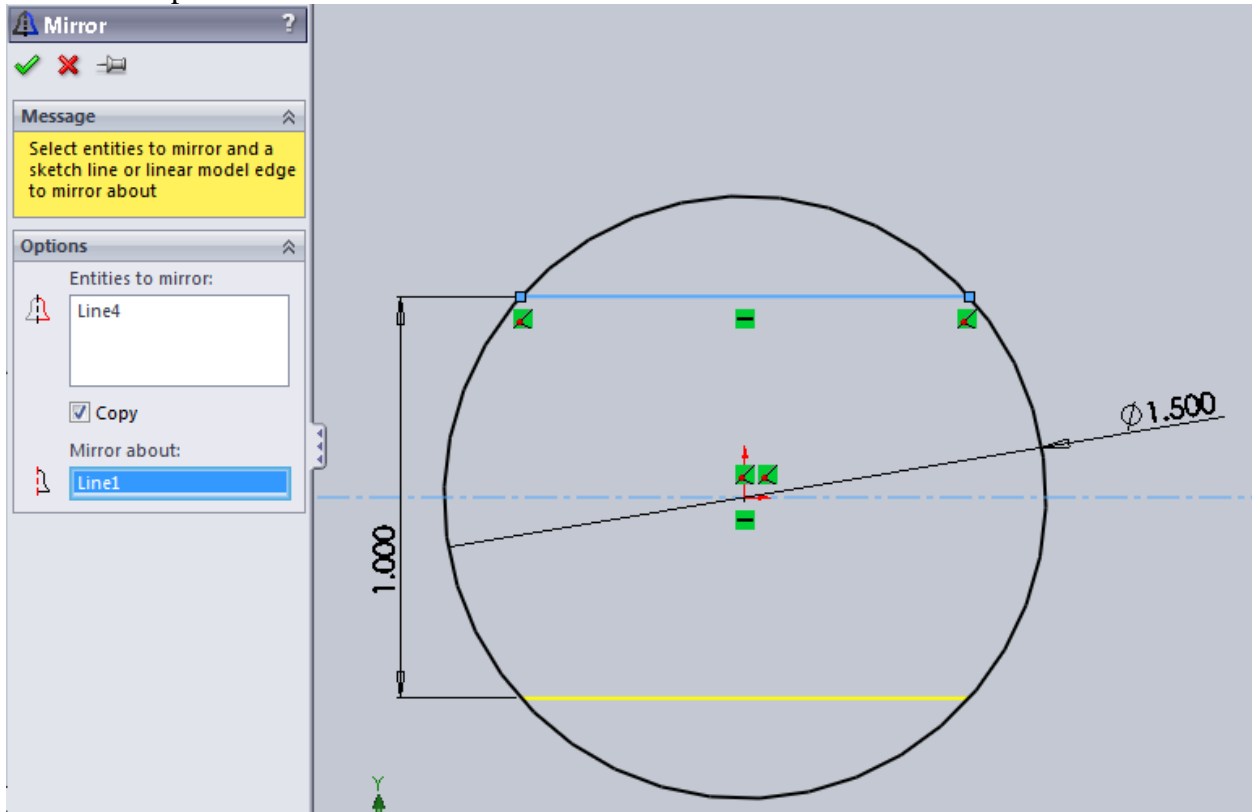 Mirror ?
Message
Select entities to mirror and a
sketch line or linear model edge
to mirror about
Options
Entities to mirror:
Line4
Copy
Mirror about:
Line1
1.000
∅1.500
Y